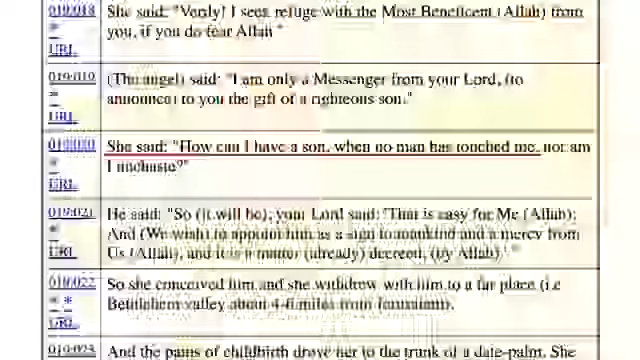 019:018
She said: "Verily! I seek refuge with the Most Beneficent (Allah) from
*
you, if you do fear Allah."
URL
019:019
(The angel) said: "I am only a Messenger from your Lord, (to
*
announce) to you the gift of a righteous son."
URL
019:020
She said: "How can I have a son, when no man has touched me, nor am
*
I unchaste?"
URL
019:021
He said: "So (it will be), your Lord said: 'That is easy for Me (Allah):
*
And (We wish) to appoint him as a sign to mankind and a mercy from
URL
Us (Allah), and it is a matter (already) decreed, (by Allah).'"
019:022
So she conceived him, and she withdrew with him to a far place (i.e
* *
Bethlehem valley about 4-6 miles from Jerusalem).
URL
019:023
And the pains of childbirth drove her to the trunk of a date-palm. She